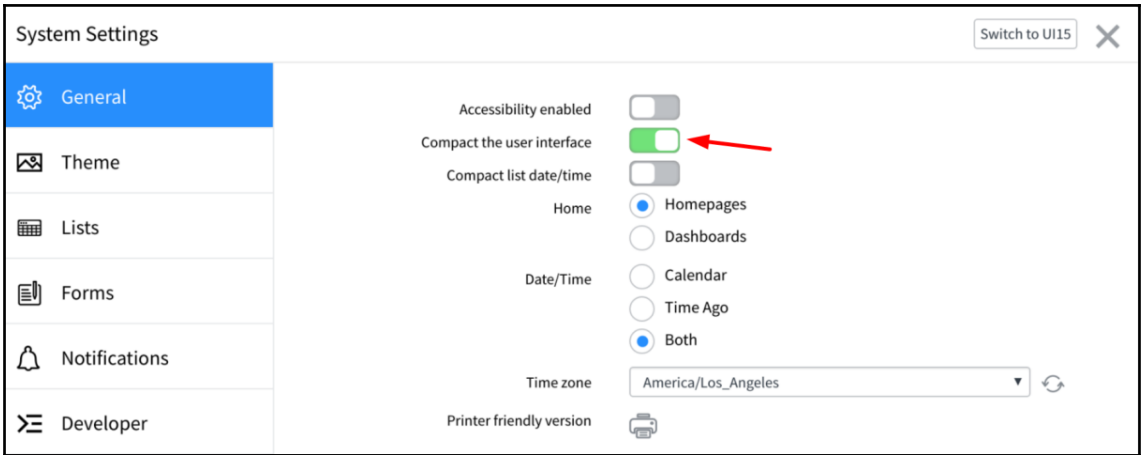 System Settings
Switch to UI15
General
Theme
Lists
Forms
Notifications
Developer
Accessibility enabled
Compact the user interface
Compact list date/time
Home
Homepages
Dashboards
Date/Time
Calendar
Time Ago
Both
Time zone
America/Los_Angeles
Printer friendly version